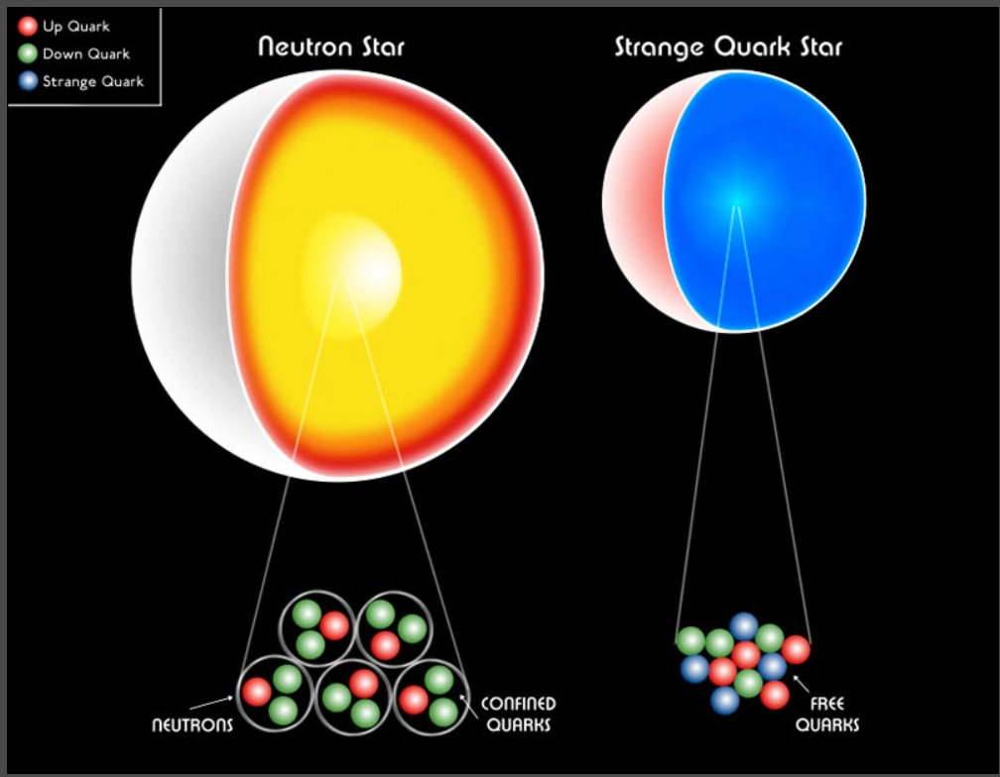 Up Quark
Down Quark
Strange Quark
Neutron Star
Strange Quark Star
NEUTRONS
CONFINED
QUARKS
FREE
QUARKS